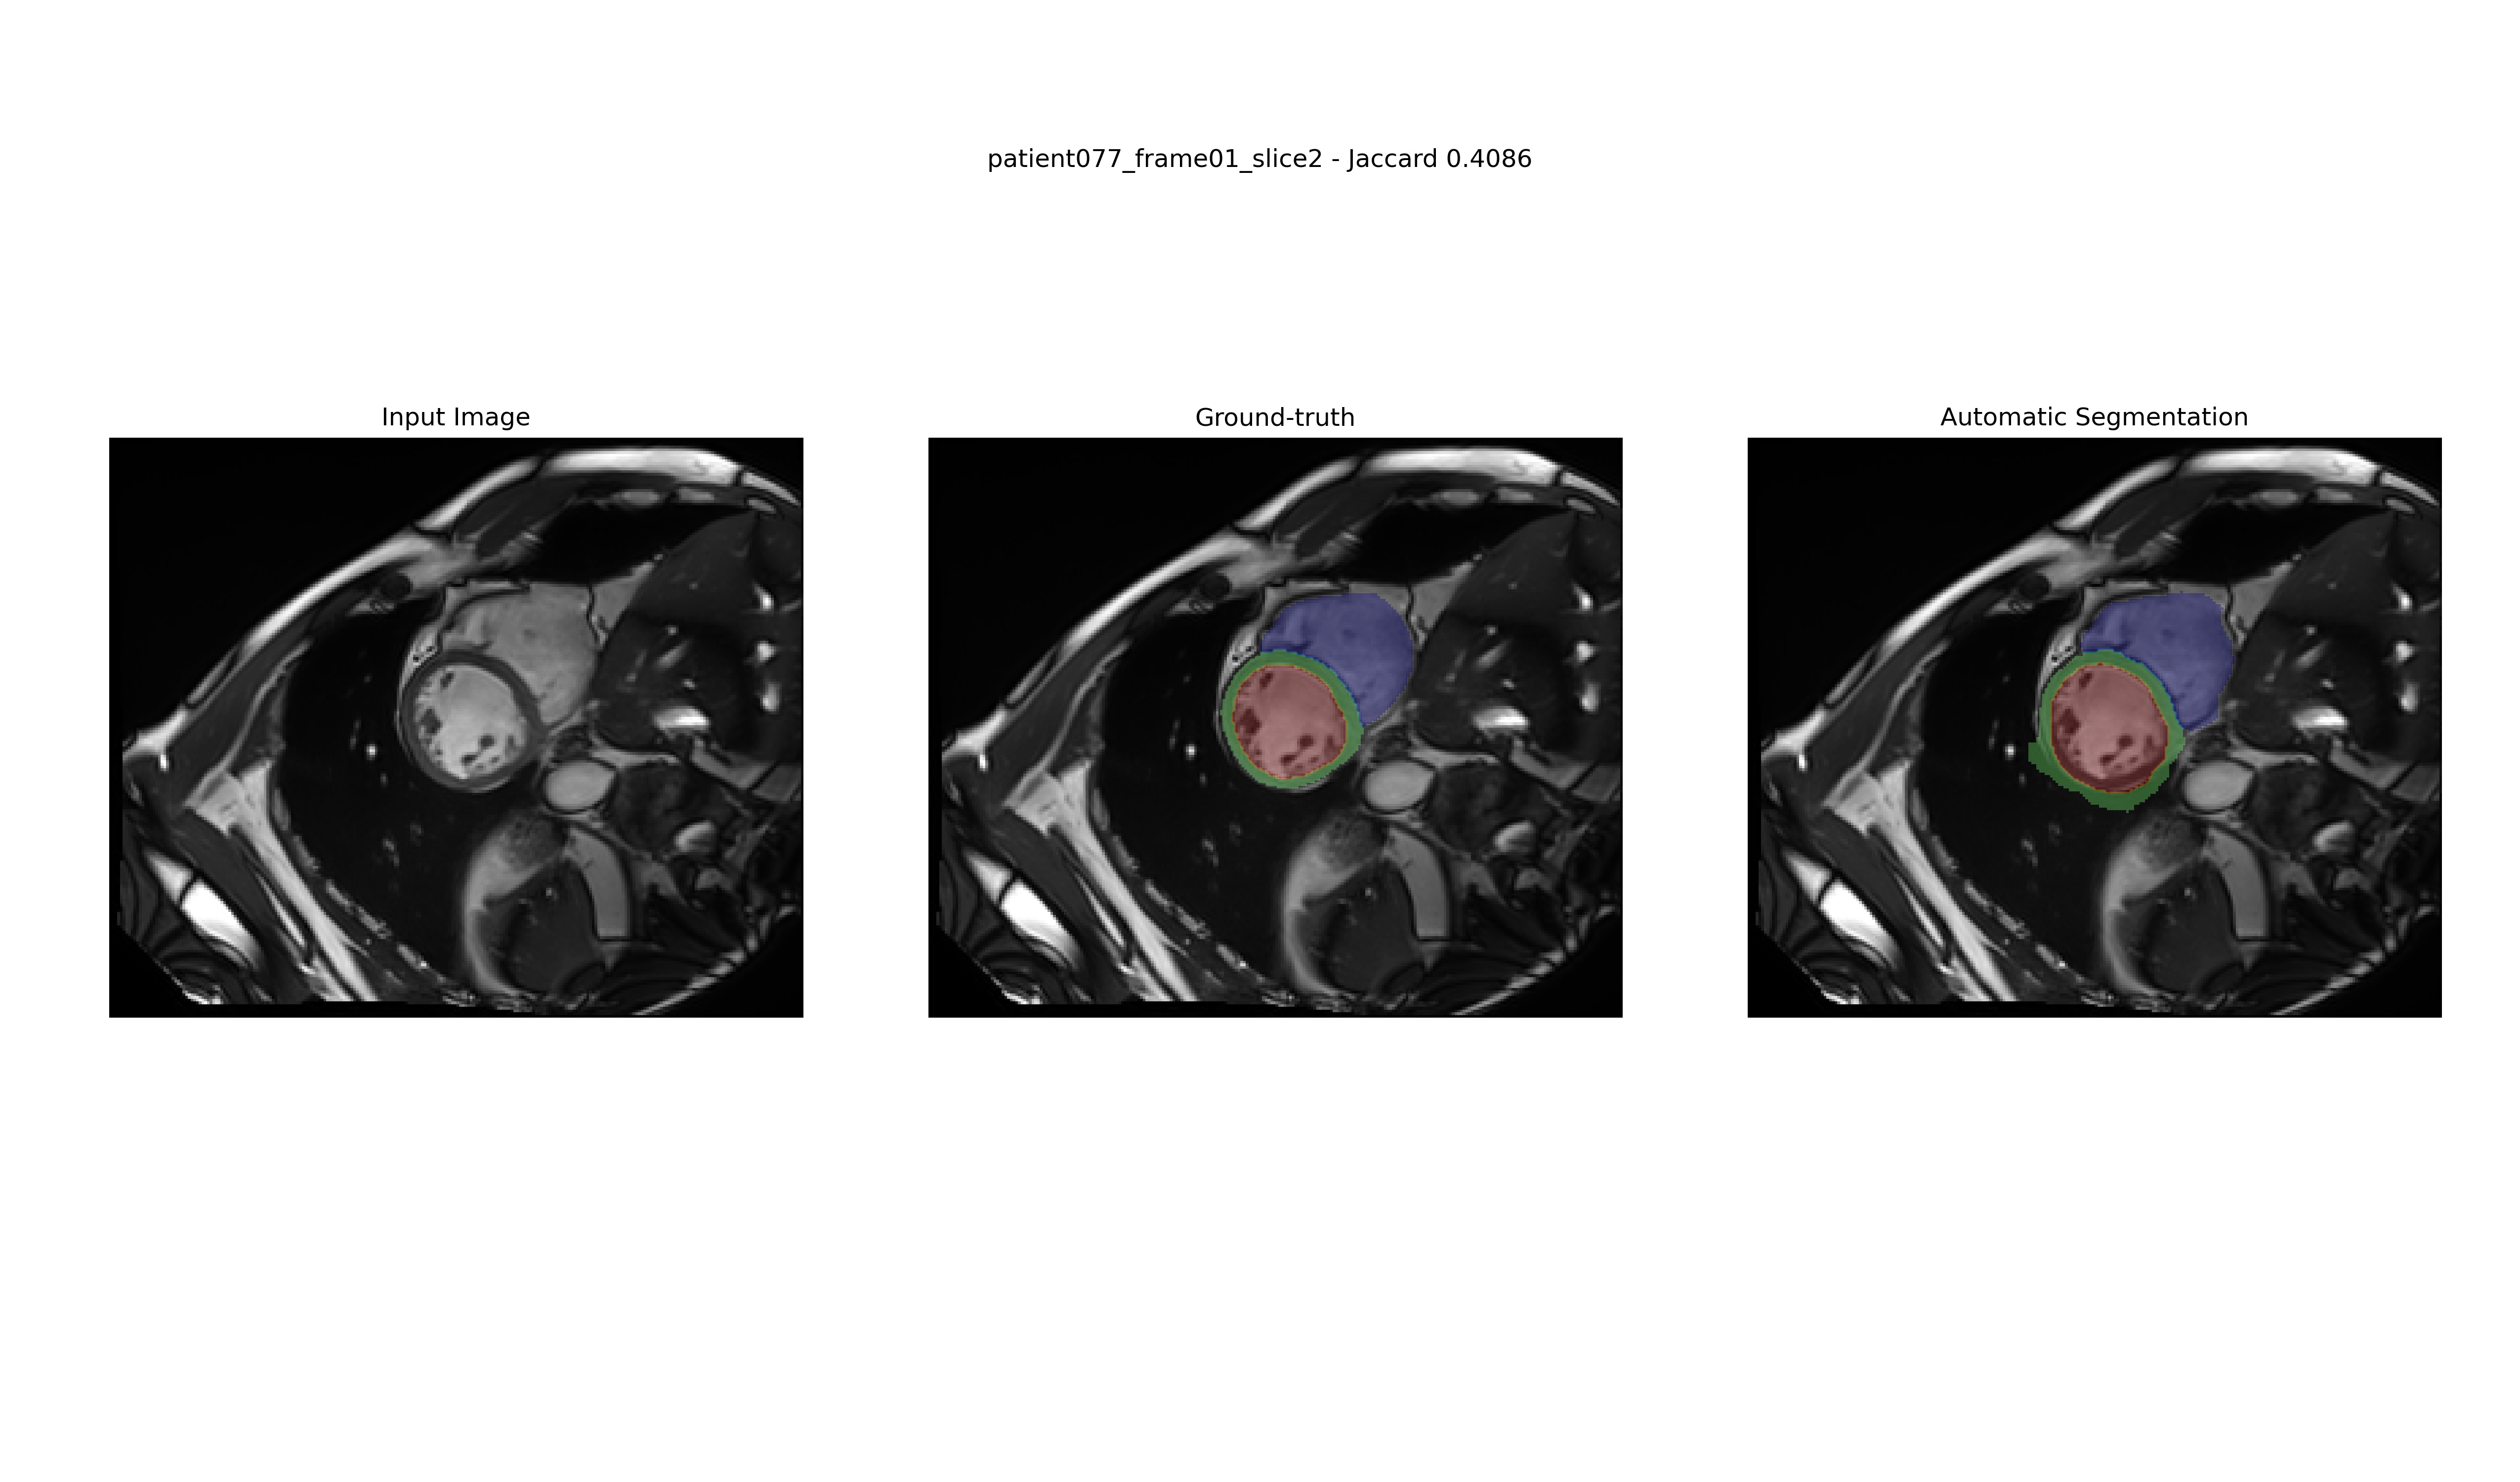 patient077_frame01_slice2 - Jaccard 0.4086
Input Image
Ground-truth
Automatic Segmentation